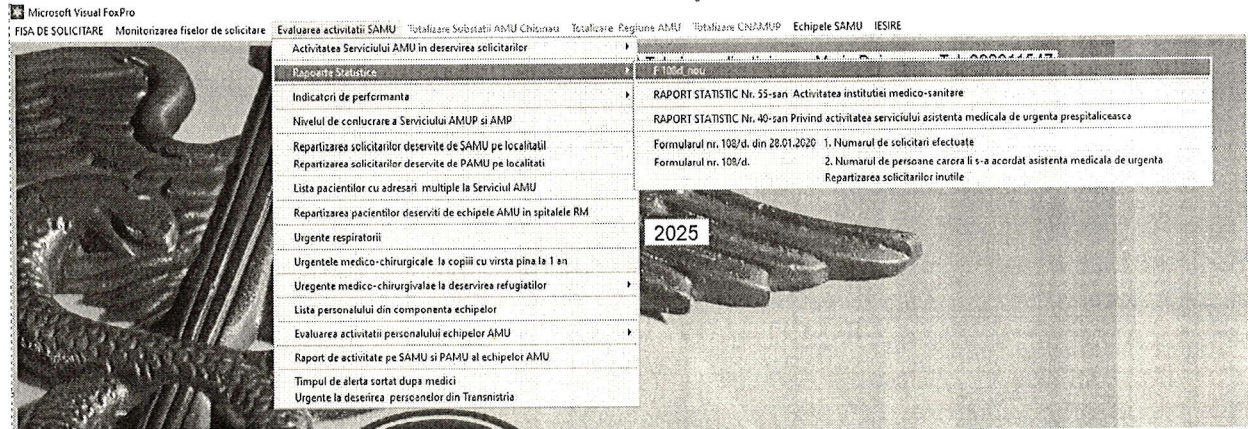 Microsoft Visual FoxPro
FISA DE SOLICITARE Monitorizarea fiselor de solicitare Evaluarea activitatii SAMU Totalizare Substatii AMU Chisinau Totalizare Regiune AMU Totalizare CNAMUP Echipele SAMU IESIRE
Activitatea Serviciului AMU in deservirea solicitarilor
Rapoarte Statistice
Indicatori de performanta
Nivelul de conlucrare a Serviciului AMUP si AMP
Repartizarea solicitarilor deservite de SAMU pe localitatii
Repartizarea solicitarilor deservite de PAMU pe localitati
Lista pacientilor cu adresari multiple la Serviciul AMU
Repartizarea pacientilor deserviti de echipele AMU in spitalele RM
Urgente respiratorii
Urgentele medico-chirurgicale la copiii cu virsta pina la 1 an
Uregente medico-chirurgivalae la deservirea refugiatilor
Lista personalului din componenta echipelor
Evaluarea activitatii personalului echipelor AMU
Raport de activitate pe SAMU si PAMU al echipelor AMU
Timpul de alerta sortat dupa medici
Urgente la deserirea persoanelor din Transnistria
F 108d_nou
RAPORT STATISTIC Nr. 55-san Activitatea institutiei medico-sanitare
RAPORT STATISTIC Nr. 40-san Privind activitatea serviciului asistenta medicala de urgenta prespitaliceasca
Formularul nr. 108/d. din 28.01.2020 1. Numarul de solicitari efectuate
Formularul nr. 108/d. 2. Numarul de persoane carora li s-a acordat asistenta medicala de urgenta
Repartizarea solicitarilor inutile
2025